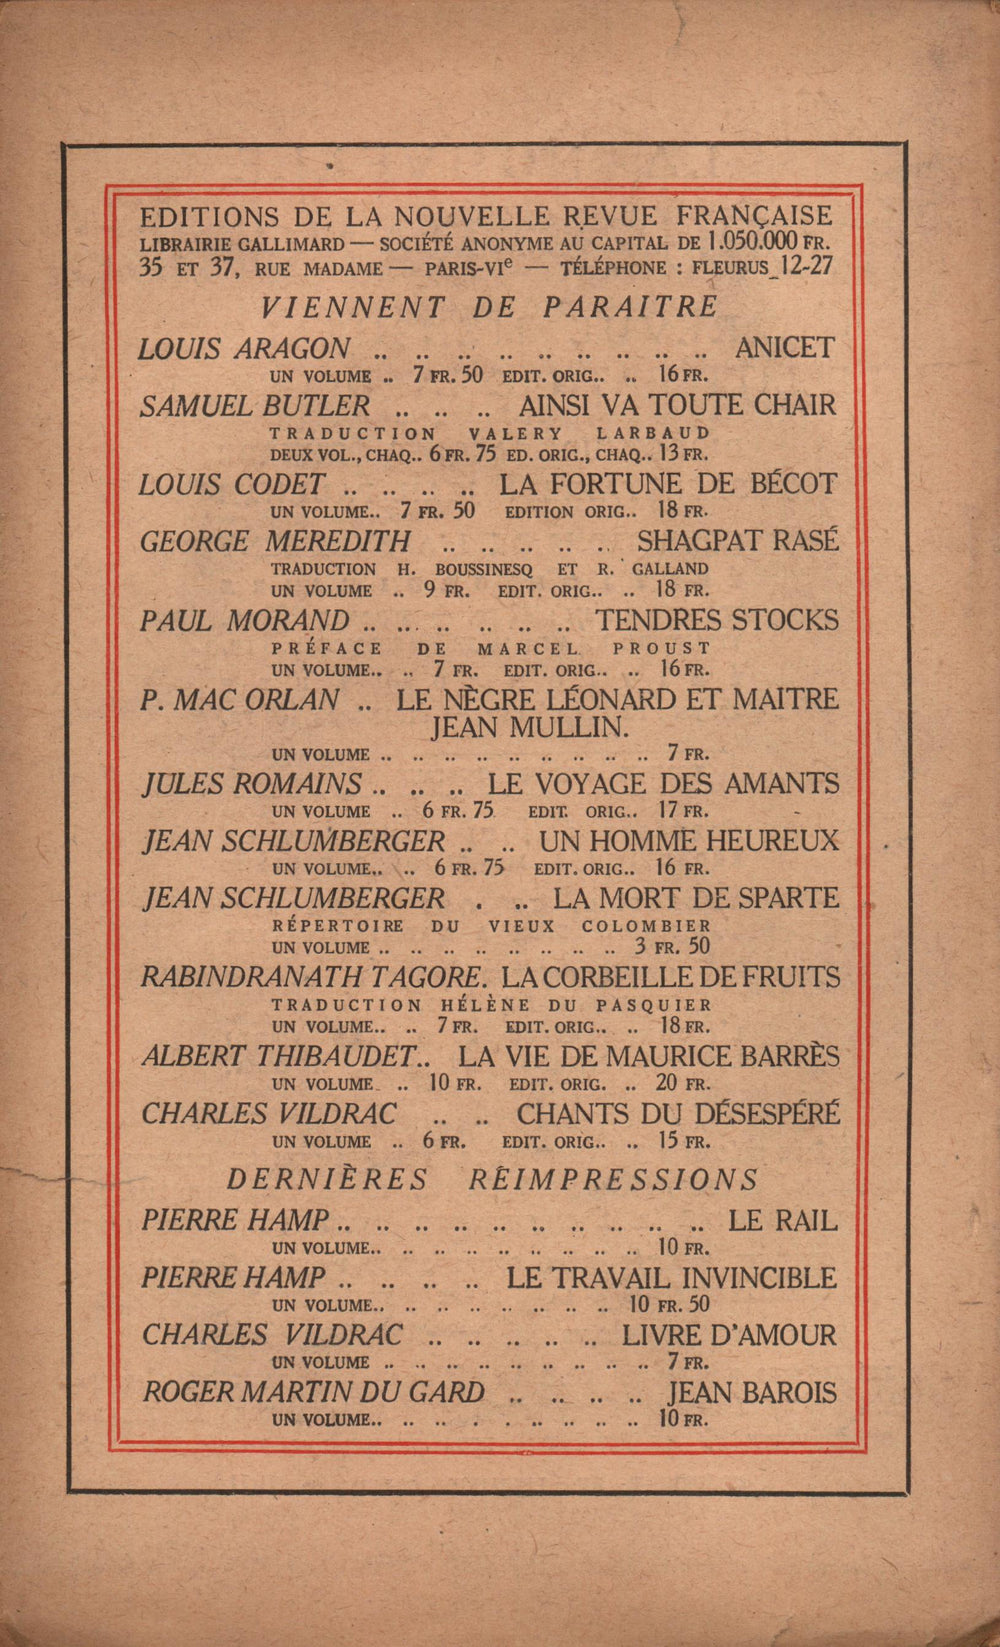 EDITIONS DE LA NOUVELLE REVUE FRANÇAISE
LIBRAIRIE GALLIMARD — SOCIÉTÉ ANONYME AU CAPITAL DE 1.050.000 FR.
35 ET 37, RUE MADAME — PARIS-VIe — TÉLÉPHONE : FLEURUS 12-27
VIENNENT DE PARAITRE
LOUIS ARAGON .. .. .. .. .. .. .. .. .. ANICET
UN VOLUME .. 7 FR. 50 EDIT. ORIG.. .. 16 FR.
SAMUEL BUTLER .. .. .. AINSI VA TOUTE CHAIR
TRADUCTION VALERY LARBAUD
DEUX VOL., CHAQ.. 6 FR. 75 ED. ORIG., CHAQ.. 13 FR.
LOUIS CODET .. .. .. .. LA FORTUNE DE BÉCOT
UN VOLUME.. 7 FR. 50 EDITION ORIG.. 18 FR.
GEORGE MEREDITH .. .. .. .. .. SHAGPAT RASÉ
TRADUCTION H. BOUSSINESQ ET R. GALLAND
UN VOLUME .. 9 FR. EDIT. ORIG.. .. 18 FR.
PAUL MORAND .. .. .. .. .. .. TENDRES STOCKS
PRÉFACE DE MARCEL PROUST
UN VOLUME.. .. 7 FR. EDIT. ORIG.. .. 16 FR.
P. MAC ORLAN .. LE NÈGRE LÉONARD ET MAITRE
JEAN MULLIN.
UN VOLUME .. .. .. .. .. .. .. .. .. 7 FR.
JULES ROMAINS .. .. .. LE VOYAGE DES AMANTS
UN VOLUME .. 6 FR. 75 EDIT. ORIG.. 17 FR.
JEAN SCHLUMBERGER .. .. UN HOMME HEUREUX
UN VOLUME.. .. 6 FR. 75 EDIT. ORIG.. 16 FR.
JEAN SCHLUMBERGER . .. LA MORT DE SPARTE
RÉPERTOIRE DU VIEUX COLOMBIER
UN VOLUME .. .. .. .. .. .. .. .. 3 FR. 50
RABINDRANATH TAGORE. LA CORBEILLE DE FRUITS
TRADUCTION HÉLÈNE DU PASQUIER
UN VOLUME.. .. 7 FR. EDIT. ORIG.. .. 18 FR.
ALBERT THIBAUDET.. LA VIE DE MAURICE BARRÈS
UN VOLUME .. 10 FR. EDIT. ORIG. .. 20 FR.
CHARLES VILDRAC .. .. CHANTS DU DÉSESPÉRÉ
UN VOLUME .. 6 FR. EDIT. ORIG.. .. 15 FR.
DERNIÈRES RÉIMPRESSIONS
PIERRE HAMP .. .. .. .. .. .. .. .. .. .. LE RAIL
UN VOLUME.. .. .. .. .. .. .. .. .. 10 FR.
PIERRE HAMP .. .. .. .. LE TRAVAIL INVINCIBLE
UN VOLUME.. .. .. .. .. .. .. .. 10 FR. 50
CHARLES VILDRAC .. .. .. .. .. LIVRE D'AMOUR
UN VOLUME .. .. .. .. .. .. .. .. .. 7 FR.
ROGER MARTIN DU GARD .. .. .. .. JEAN BAROIS
UN VOLUME.. .. .. . . .. .. .. .. 10 FR.